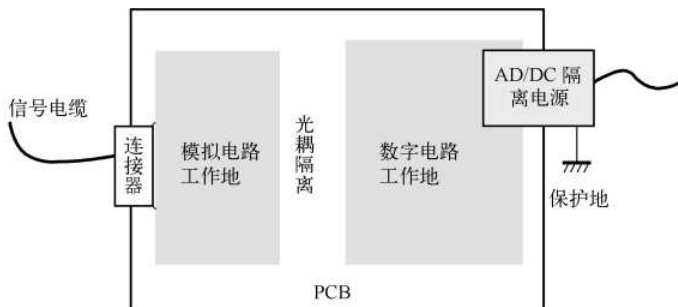 信号电缆
连接器
模拟电路
工作地
光耦隔离
数字电路
工作地
AD/DC 隔
离电源
保护地
PCB